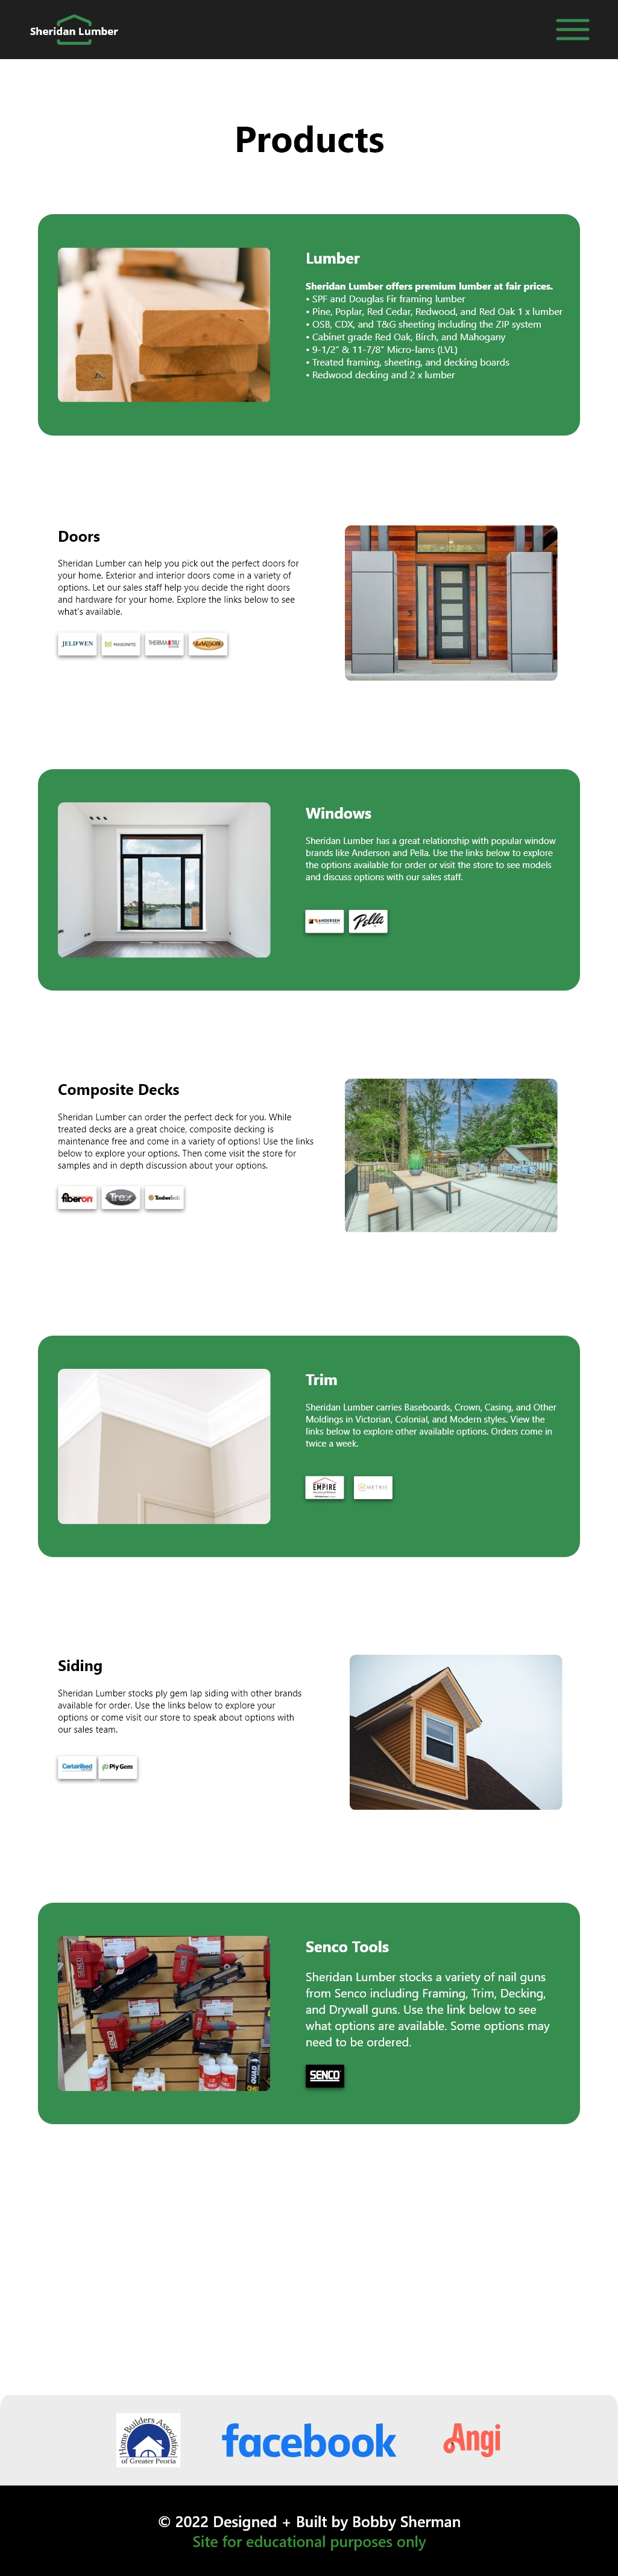 Sheridan Lumber
Products
Lumber
Sheridan Lumber offers premium lumber at fair prices.
• SPF and Douglas Fir framing lumber
• Pine, Poplar, Red Cedar, Redwood, and Red Oak 1 x lumber
• OSB, CDX, and T&G sheeting including the ZIP system
• Cabinet grade Red Oak, Birch, and Mahogany
• 9-1/2" & 11-7/8" Micro-lams (LVL)
• Treated framing, sheeting, and decking boards
• Redwood decking and 2 x lumber
Doors
Sheridan Lumber can help you pick out the perfect doors for
your home. Exterior and interior doors come in a variety of
options. Let our sales staff help you decide the right doors
and hardware for your home. Explore the links below to see
what's available.
JELD WEN
MASONITE
THERMA TRU
LARSON
Windows
Sheridan Lumber has a great relationship with popular window
brands like Anderson and Pella. Use the links below to explore
the options available for order or visit the store to see models
and discuss options with our sales staff.
ANDERSEN
Pella
Composite Decks
Sheridan Lumber can order the perfect deck for you. While
treated decks are a great choice, composite decking is
maintenance free and come in a variety of options! Use the links
below to explore your options. Then come visit the store for
samples and in depth discussion about your options.
fiberon
Trex
TimberTech
Trim
Sheridan Lumber carries Baseboards, Crown, Casing, and Other
Moldings in Victorian, Colonial, and Modern styles. View the
links below to explore other available options. Orders come in
twice a week.
EMPIRE
METRIE
Siding
Sheridan Lumber stocks ply gem lap siding with other brands
available for order. Use the links below to explore your
options or come visit our store to speak about options with
our sales team.
CertainTeed
Ply Gem
Senco Tools
Sheridan Lumber stocks a variety of nail guns
from Senco including Framing, Trim, Decking,
and Drywall guns. Use the link below to see
what options are available. Some options may
need to be ordered.
SENCO
Home Builders Association
of Greater Peoria
facebook
Angi
© 2022 Designed + Built by Bobby Sherman
Site for educational purposes only